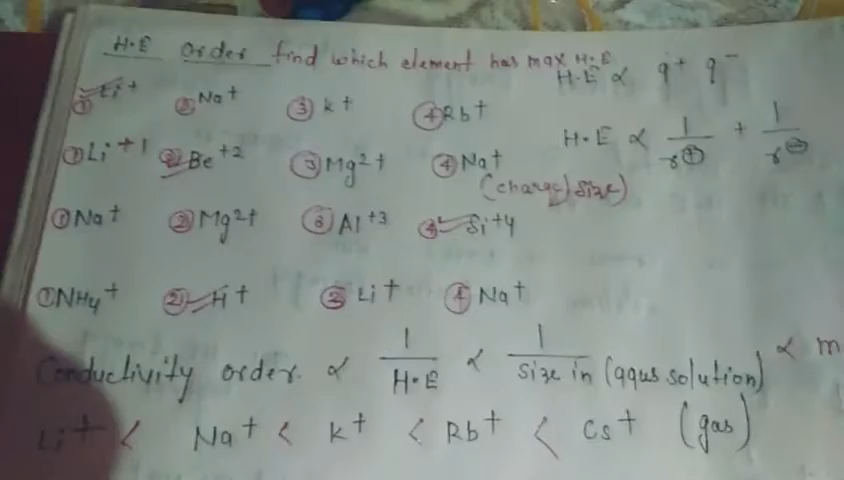 H.E Order find which element has max H.E
H.E ∝ q+ q-
① Li+ ② Na+ ③ K+ ④ Rb+
H.E ∝ 1/r⊕ + 1/r⊖
① Li+1 ② Be+2 ③ Mg2+ ④ Na+
(charge) size)
① Na+ ② Mg2+ ③ Al+3 ④ Si+4
① NH4+ ② H+ ③ Li+ ④ Na+
Conductivity order ∝ 1/H.E ∝ 1/size in (aqus solution) ∝ m
Li+ < Na+ < K+ < Rb+ < Cs+ (gas)